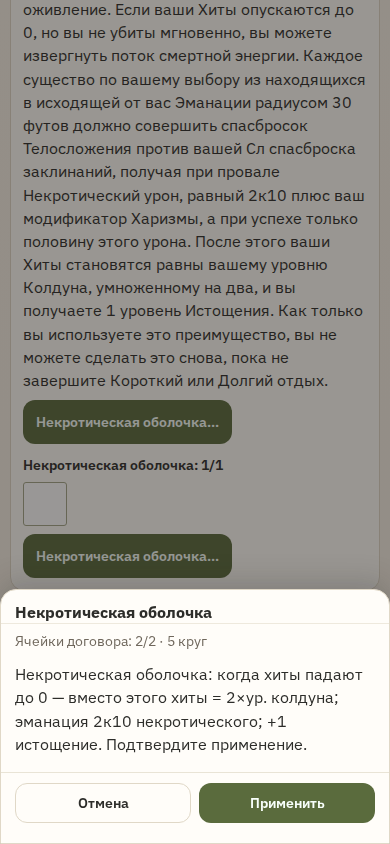 оживление. Если ваши Хиты опускаются до
0, но вы не убиты мгновенно, вы можете
извергнуть поток смертной энергии. Каждое
существо по вашему выбору из находящихся
в исходящей от вас Эманации радиусом 30
футов должно совершить спасбросок
Телосложения против вашей Сл спасброска
заклинаний, получая при провале
Некротический урон, равный 2к10 плюс ваш
модификатор Харизмы, а при успехе только
половину этого урона. После этого ваши
Хиты становятся равны вашему уровню
Колдуна, умноженному на два, и вы
получаете 1 уровень Истощения. Как только
вы используете это преимущество, вы не
можете сделать это снова, пока не
завершите Короткий или Долгий отдых.
Некротическая оболочка...
Некротическая оболочка: 1/1
Некротическая оболочка...
Некротическая оболочка
Ячейки договора: 2/2 · 5 круг
Некротическая оболочка: когда хиты падают
до 0 — вместо этого хиты = 2×ур. колдуна;
эманация 2к10 некротического; +1
истощение. Подтвердите применение.
Отмена
Применить